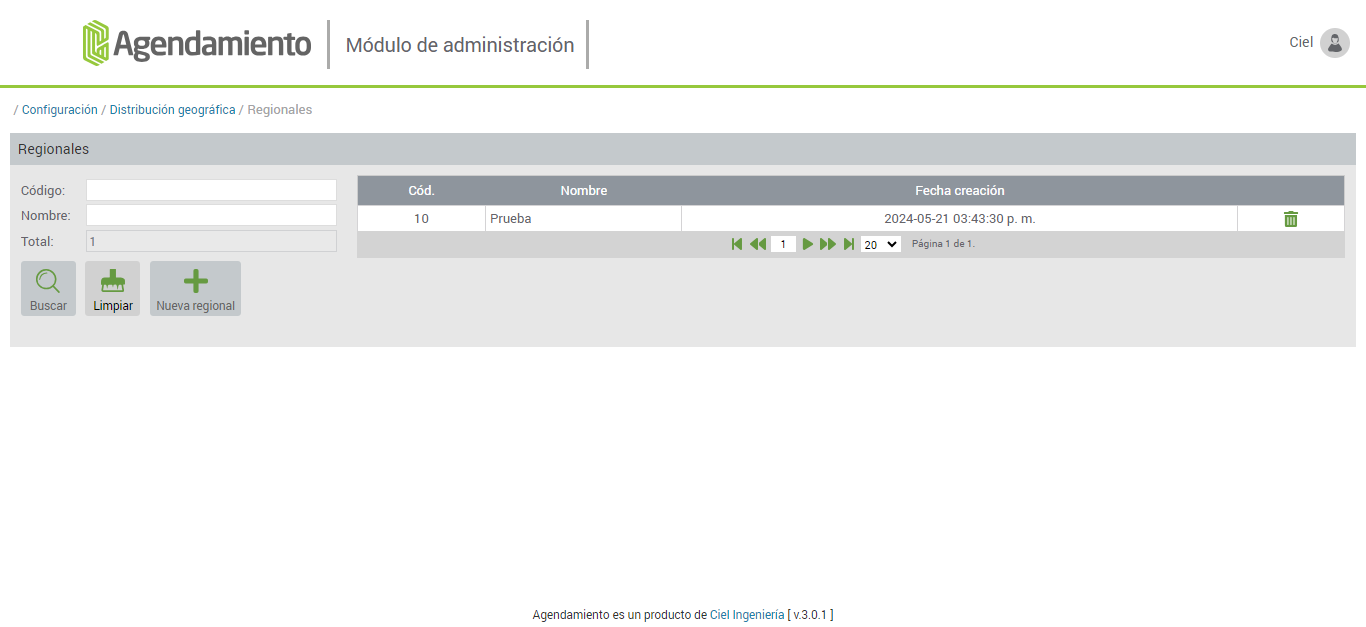 Agendamiento
Módulo de administración
Ciel
/ Configuración / Distribución geográfica / Regionales
Regionales
Código:
Nombre:
Total: 1
Buscar
Limpiar
Nueva regional
Cód. Nombre Fecha creación
10 Prueba 2024-05-21 03:43:30 p. m.
1 20 Página 1 de 1.
Agendamiento es un producto de Ciel Ingeniería [ v.3.0.1 ]